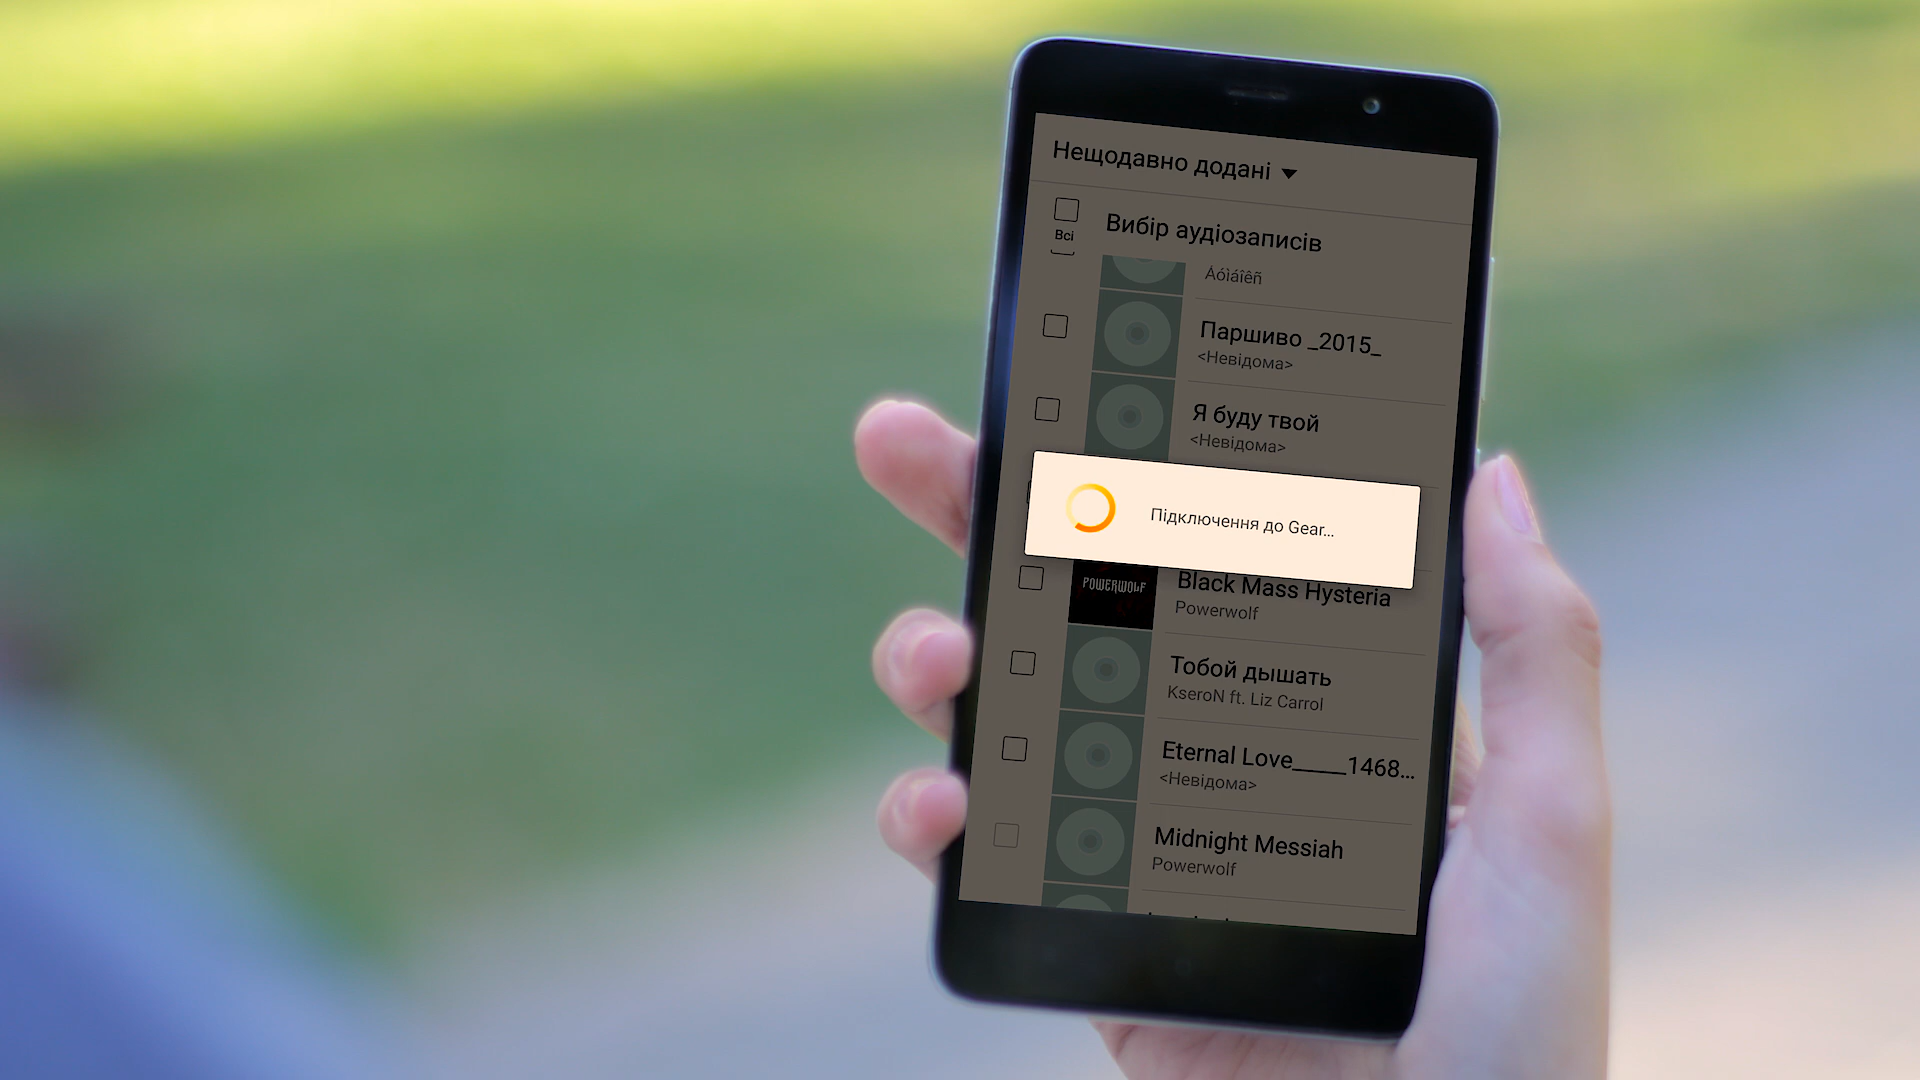 Нещодавно додані
Всі
Вибір аудіозаписів
Áóìáîêñ
Паршиво _2015_
<Невідома>
Я буду твой
<Невідома>
Підключення до Gear...
POWERWOLF
Black Mass Hysteria
Powerwolf
Тобой дышать
KseroN ft. Liz Carrol
Eternal Love_____1468...
<Невідома>
Midnight Messiah
Powerwolf